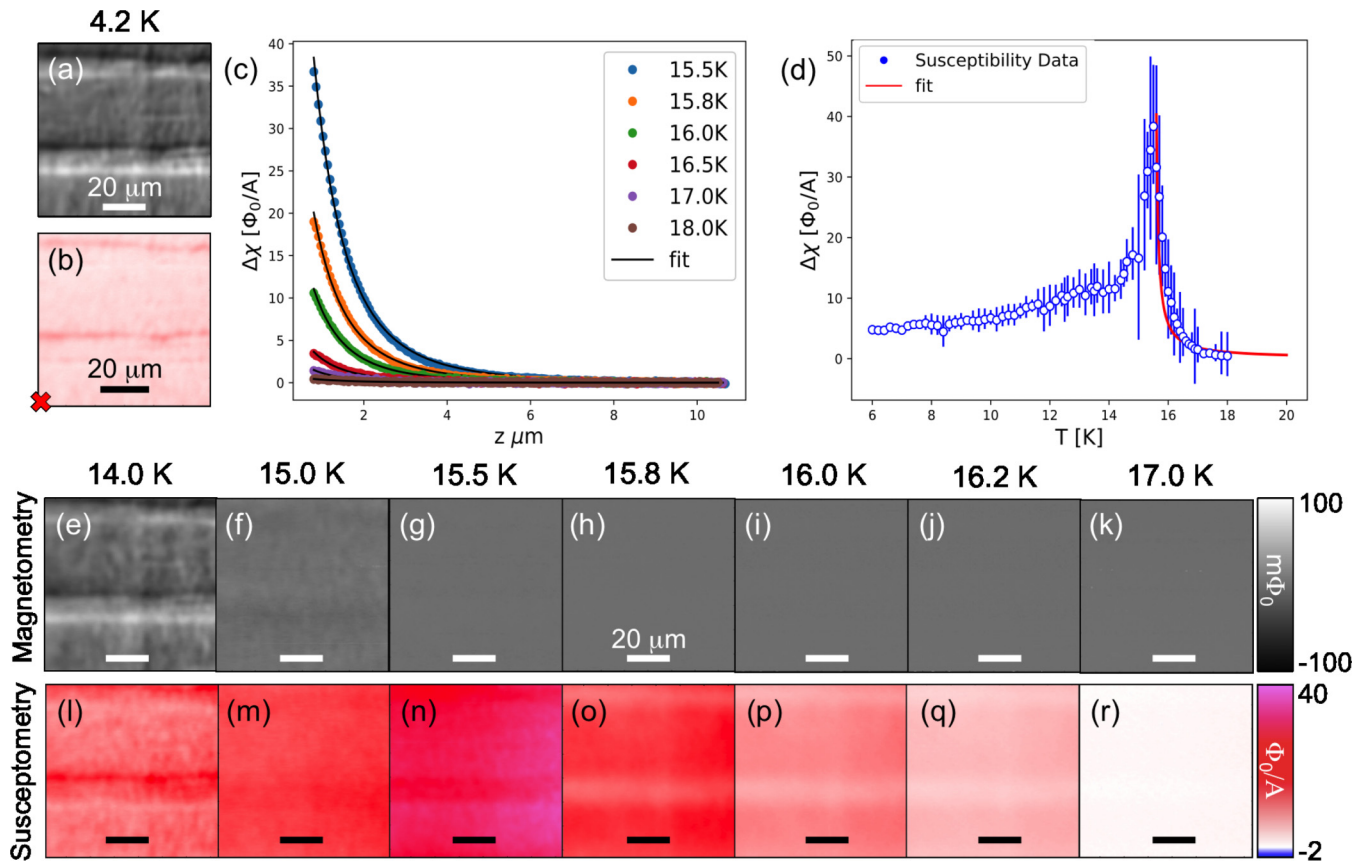 4.2 K
(a)
20 μm
(b)
20 μm
(c)
Δχ [Φ₀/A]
40
35
30
25
20
15
10
5
0
2
4
6
8
10
z μm
15.5K
15.8K
16.0K
16.5K
17.0K
18.0K
fit
(d)
Δχ [Φ₀/A]
50
40
30
20
10
0
6
8
10
12
14
16
18
20
T [K]
Susceptibility Data
fit
14.0 K
15.0 K
15.5 K
15.8 K
16.0 K
16.2 K
17.0 K
Magnetometry
(e)
(f)
(g)
(h)
(i)
(j)
(k)
20 μm
100
mΦ₀
-100
Susceptometry
(l)
(m)
(n)
(o)
(p)
(q)
(r)
40
Φ₀/A
-2